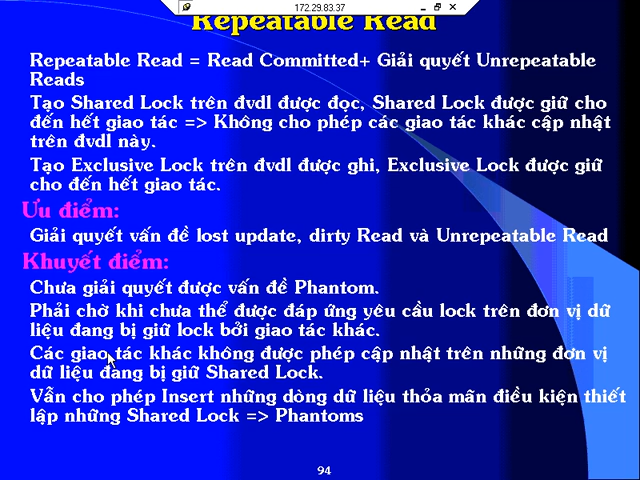 172.29.83.37
Repeatable Read
Repeatable Read = Read Committed+ Giải quyết Unrepeatable
Reads
Tạo Shared Lock trên đvdl được đọc, Shared Lock được giữ cho
đến hết giao tác => Không cho phép các giao tác khác cập nhật
trên đvdl này.
Tạo Exclusive Lock trên đvdl được ghi, Exclusive Lock được giữ
cho đến hết giao tác.
Ưu điểm:
Giải quyết vấn đề lost update, dirty Read và Unrepeatable Read
Khuyết điểm:
Chưa giải quyết được vấn đề Phantom.
Phải chờ khi chưa thể được đáp ứng yêu cầu lock trên đơn vị dữ
liệu đang bị giữ lock bởi giao tác khác.
Các giao tác khác không được phép cập nhật trên những đơn vị
dữ liệu đang bị giữ Shared Lock.
Vẫn cho phép Insert những dòng dữ liệu thỏa mãn điều kiện thiết
lập những Shared Lock => Phantoms
94